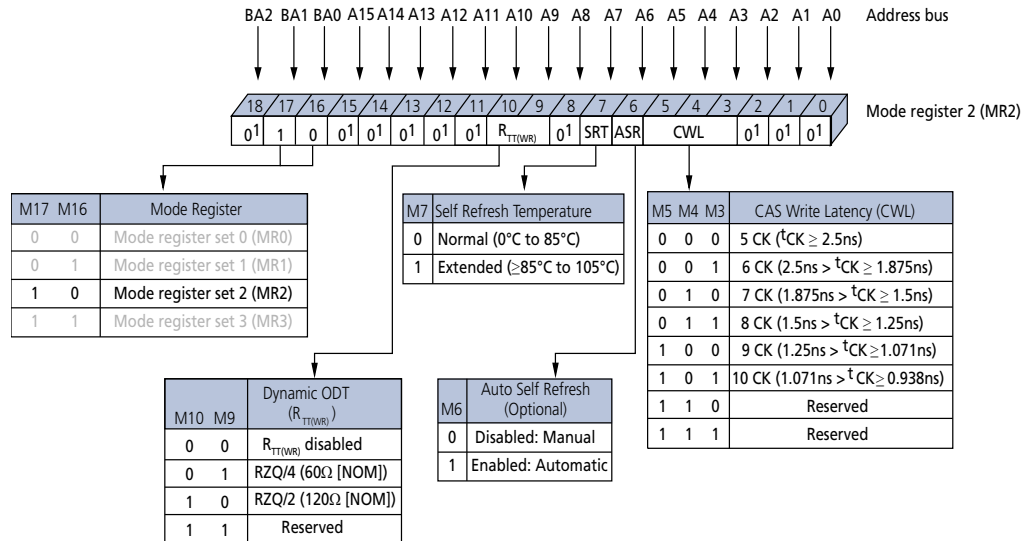 BA2 BA1 BA0 A15 A14 A13 A12 A11 A10 A9 A8 A7 A6 A5 A4 A3 A2 A1 A0 Address bus
18 17 16 15 14 13 12 11 10 9 8 7 6 5 4 3 2 1 0
Mode register 2 (MR2)
0¹ 1 0 0¹ 0¹ 0¹ 0¹ 0¹ RTT(WR) 0¹ SRT ASR CWL 0¹ 0¹ 0¹
M17 M16 Mode Register
0 0 Mode register set 0 (MR0)
0 1 Mode register set 1 (MR1)
1 0 Mode register set 2 (MR2)
1 1 Mode register set 3 (MR3)
M7 Self Refresh Temperature
0 Normal (0°C to 85°C)
1 Extended (≥85°C to 105°C)
M5 M4 M3 CAS Write Latency (CWL)
0 0 0 5 CK (tCK ≥ 2.5ns)
0 0 1 6 CK (2.5ns > tCK ≥ 1.875ns)
0 1 0 7 CK (1.875ns > tCK ≥ 1.5ns)
0 1 1 8 CK (1.5ns > tCK ≥ 1.25ns)
1 0 0 9 CK (1.25ns > tCK ≥1.071ns)
1 0 1 10 CK (1.071ns > tCK≥ 0.938ns)
1 1 0 Reserved
1 1 1 Reserved
M10 M9 Dynamic ODT
(RTT(WR))
0 0 RTT(WR) disabled
0 1 RZQ/4 (60Ω [NOM])
1 0 RZQ/2 (120Ω [NOM])
1 1 Reserved
M6 Auto Self Refresh
(Optional)
0 Disabled: Manual
1 Enabled: Automatic